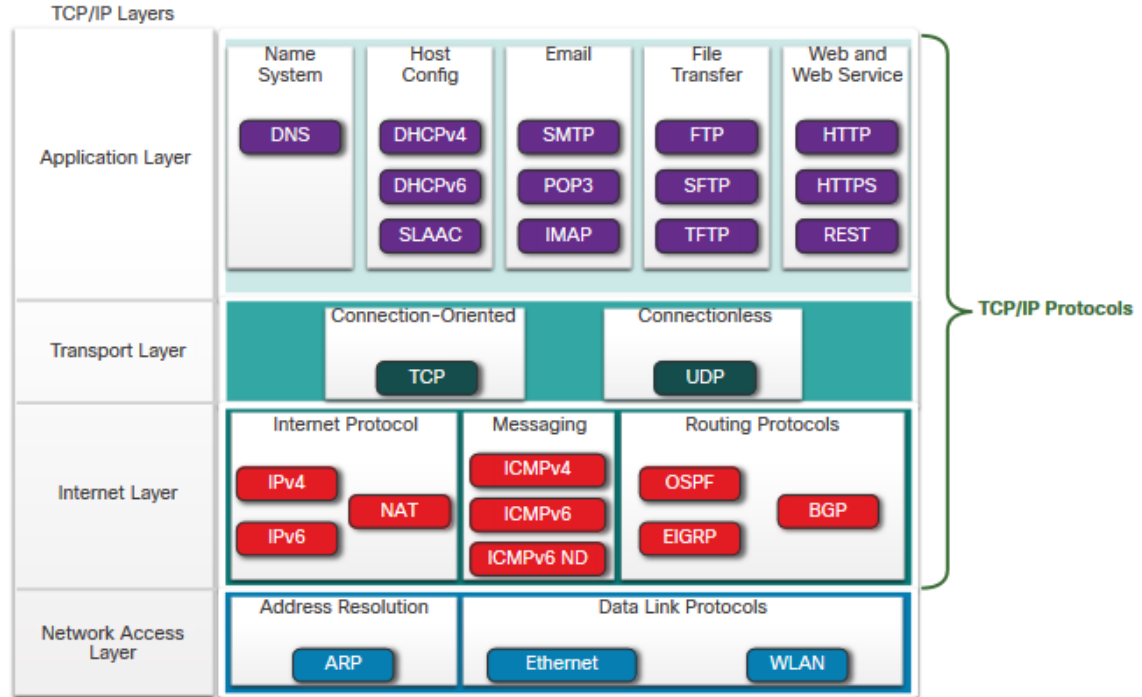 TCP/IP Layers
Application Layer
Name
System
DNS
Host
Config
DHCPv4
DHCPv6
SLAAC
Email
SMTP
POP3
IMAP
File
Transfer
FTP
SFTP
TFTP
Web and
Web Service
HTTP
HTTPS
REST
TCP/IP Protocols
Transport Layer
Connection-Oriented
TCP
Connectionless
UDP
Internet Layer
Internet Protocol
IPv4
NAT
IPv6
Messaging
ICMPv4
ICMPv6
ICMPv6 ND
Routing Protocols
OSPF
BGP
EIGRP
Network Access
Layer
Address Resolution
ARP
Data Link Protocols
Ethernet
WLAN